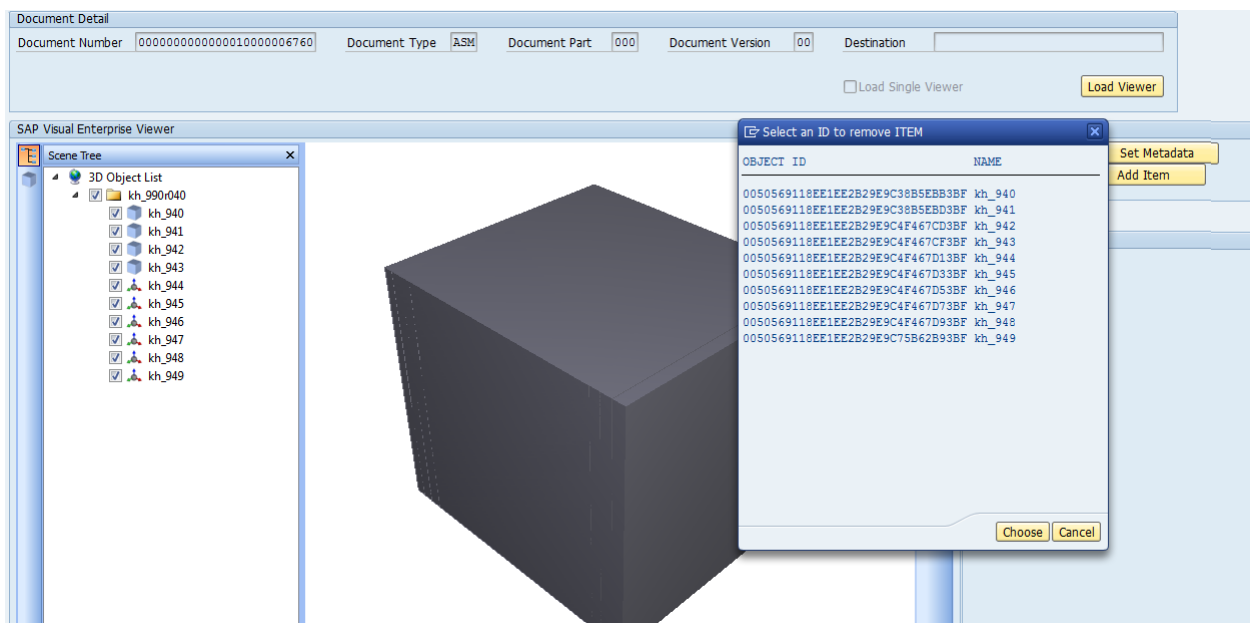 Document Detail
Document Number 0000000000000010000006760 Document Type ASM Document Part 000 Document Version 00 Destination
Load Single Viewer Load Viewer
SAP Visual Enterprise Viewer
Scene Tree
3D Object List
kh_990r040
kh_940
kh_941
kh_942
kh_943
kh_944
kh_945
kh_946
kh_947
kh_948
kh_949
Select an ID to remove ITEM
OBJECT ID NAME
0050569118EE1EE2B29E9C38B5EBB3BF kh_940
0050569118EE1EE2B29E9C38B5EBD3BF kh_941
0050569118EE1EE2B29E9C4F467CD3BF kh_942
0050569118EE1EE2B29E9C4F467CF3BF kh_943
0050569118EE1EE2B29E9C4F467D13BF kh_944
0050569118EE1EE2B29E9C4F467D33BF kh_945
0050569118EE1EE2B29E9C4F467D53BF kh_946
0050569118EE1EE2B29E9C4F467D73BF kh_947
0050569118EE1EE2B29E9C4F467D93BF kh_948
0050569118EE1EE2B29E9C75B62B93BF kh_949
Choose Cancel
Set Metadata
Add Item